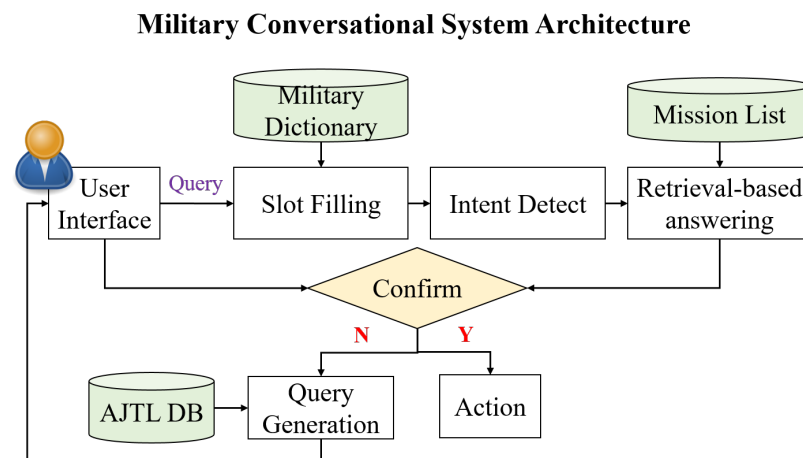 Military Conversational System Architecture
Military
Dictionary
Mission List
User
Interface
Query
Slot Filling
Intent Detect
Retrieval-based
answering
Confirm
N
Y
AJTL DB
Query
Generation
Action